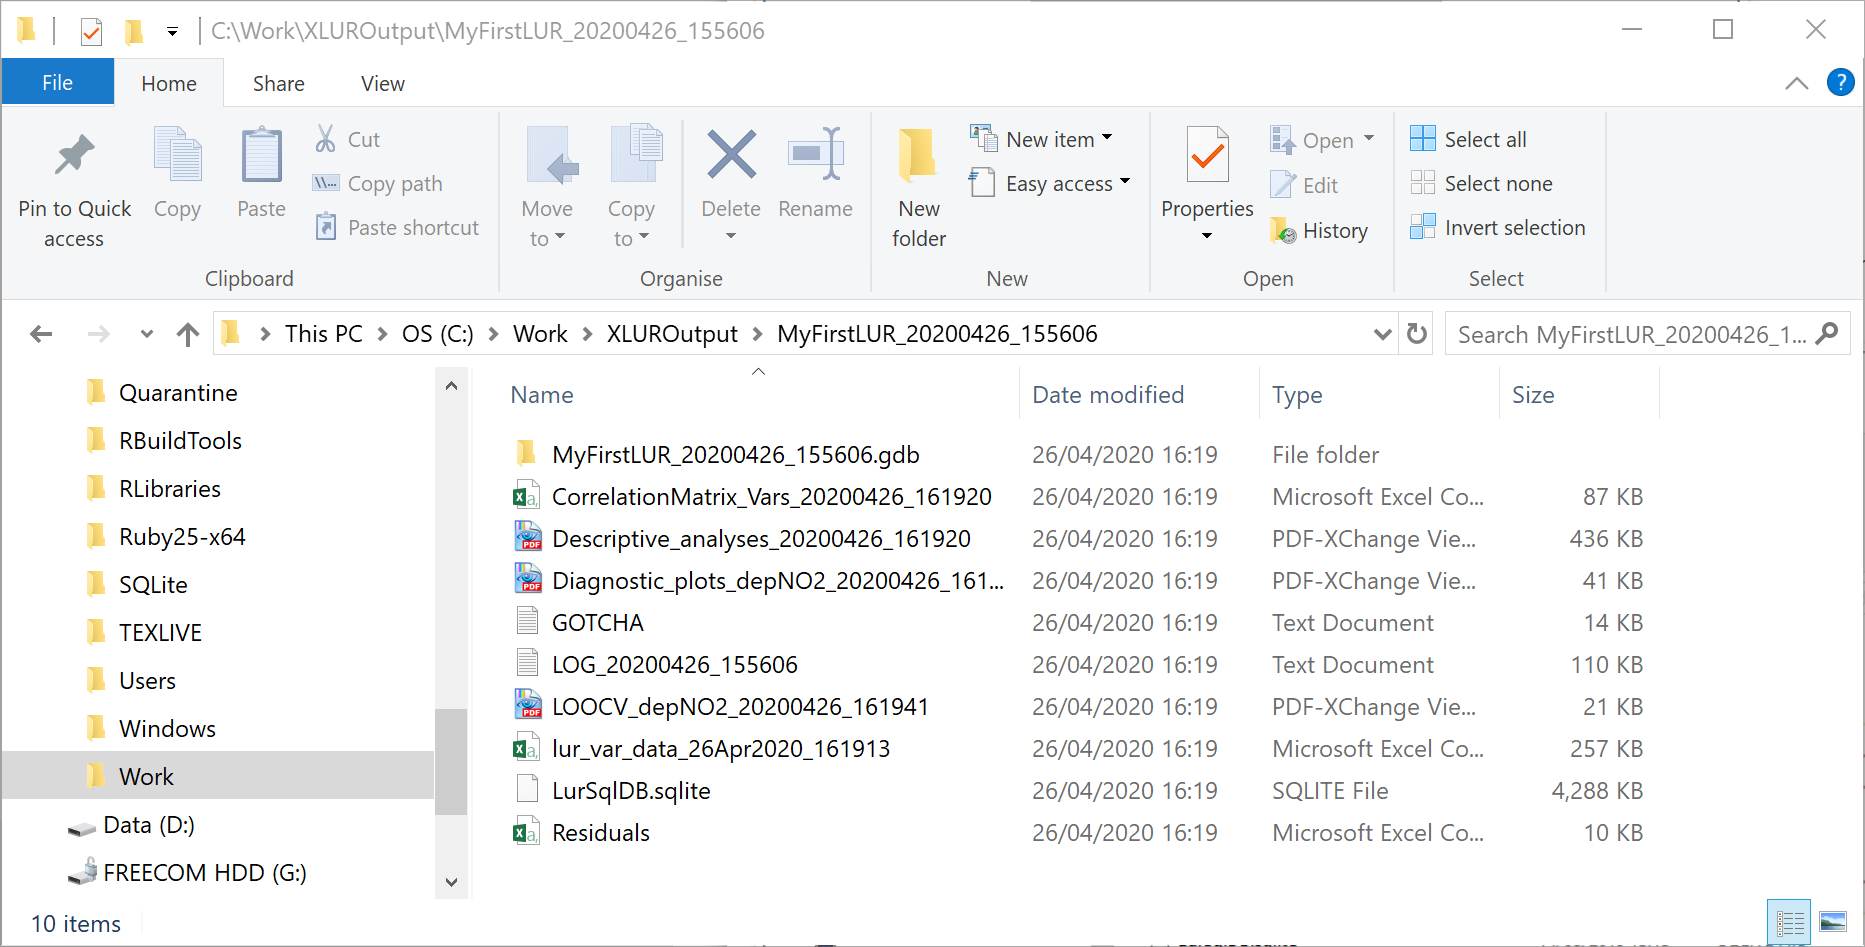 C:\Work\XLUROutput\MyFirstLUR_20200426_155606
File Home Share View
Pin to Quick access
Copy
Paste
Cut
Copy path
Paste shortcut
Clipboard
Move to
Copy to
Delete
Rename
Organise
New folder
New item
Easy access
New
Properties
Open
Edit
History
Open
Select all
Select none
Invert selection
Select
This PC > OS (C:) > Work > XLUROutput > MyFirstLUR_20200426_155606
Search MyFirstLUR_20200426_1...
Quarantine
RBuildTools
RLibraries
Ruby25-x64
SQLite
TEXLIVE
Users
Windows
Work
Data (D:)
FREECOM HDD (G:)
Name Date modified Type Size
MyFirstLUR_20200426_155606.gdb 26/04/2020 16:19 File folder
CorrelationMatrix_Vars_20200426_161920 26/04/2020 16:19 Microsoft Excel Co... 87 KB
Descriptive_analyses_20200426_161920 26/04/2020 16:19 PDF-XChange Vie... 436 KB
Diagnostic_plots_depNO2_20200426_161... 26/04/2020 16:19 PDF-XChange Vie... 41 KB
GOTCHA 26/04/2020 16:19 Text Document 14 KB
LOG_20200426_155606 26/04/2020 16:19 Text Document 110 KB
LOOCV_depNO2_20200426_161941 26/04/2020 16:19 PDF-XChange Vie... 21 KB
lur_var_data_26Apr2020_161913 26/04/2020 16:19 Microsoft Excel Co... 257 KB
LurSqlDB.sqlite 26/04/2020 16:19 SQLITE File 4,288 KB
Residuals 26/04/2020 16:19 Microsoft Excel Co... 10 KB
10 items